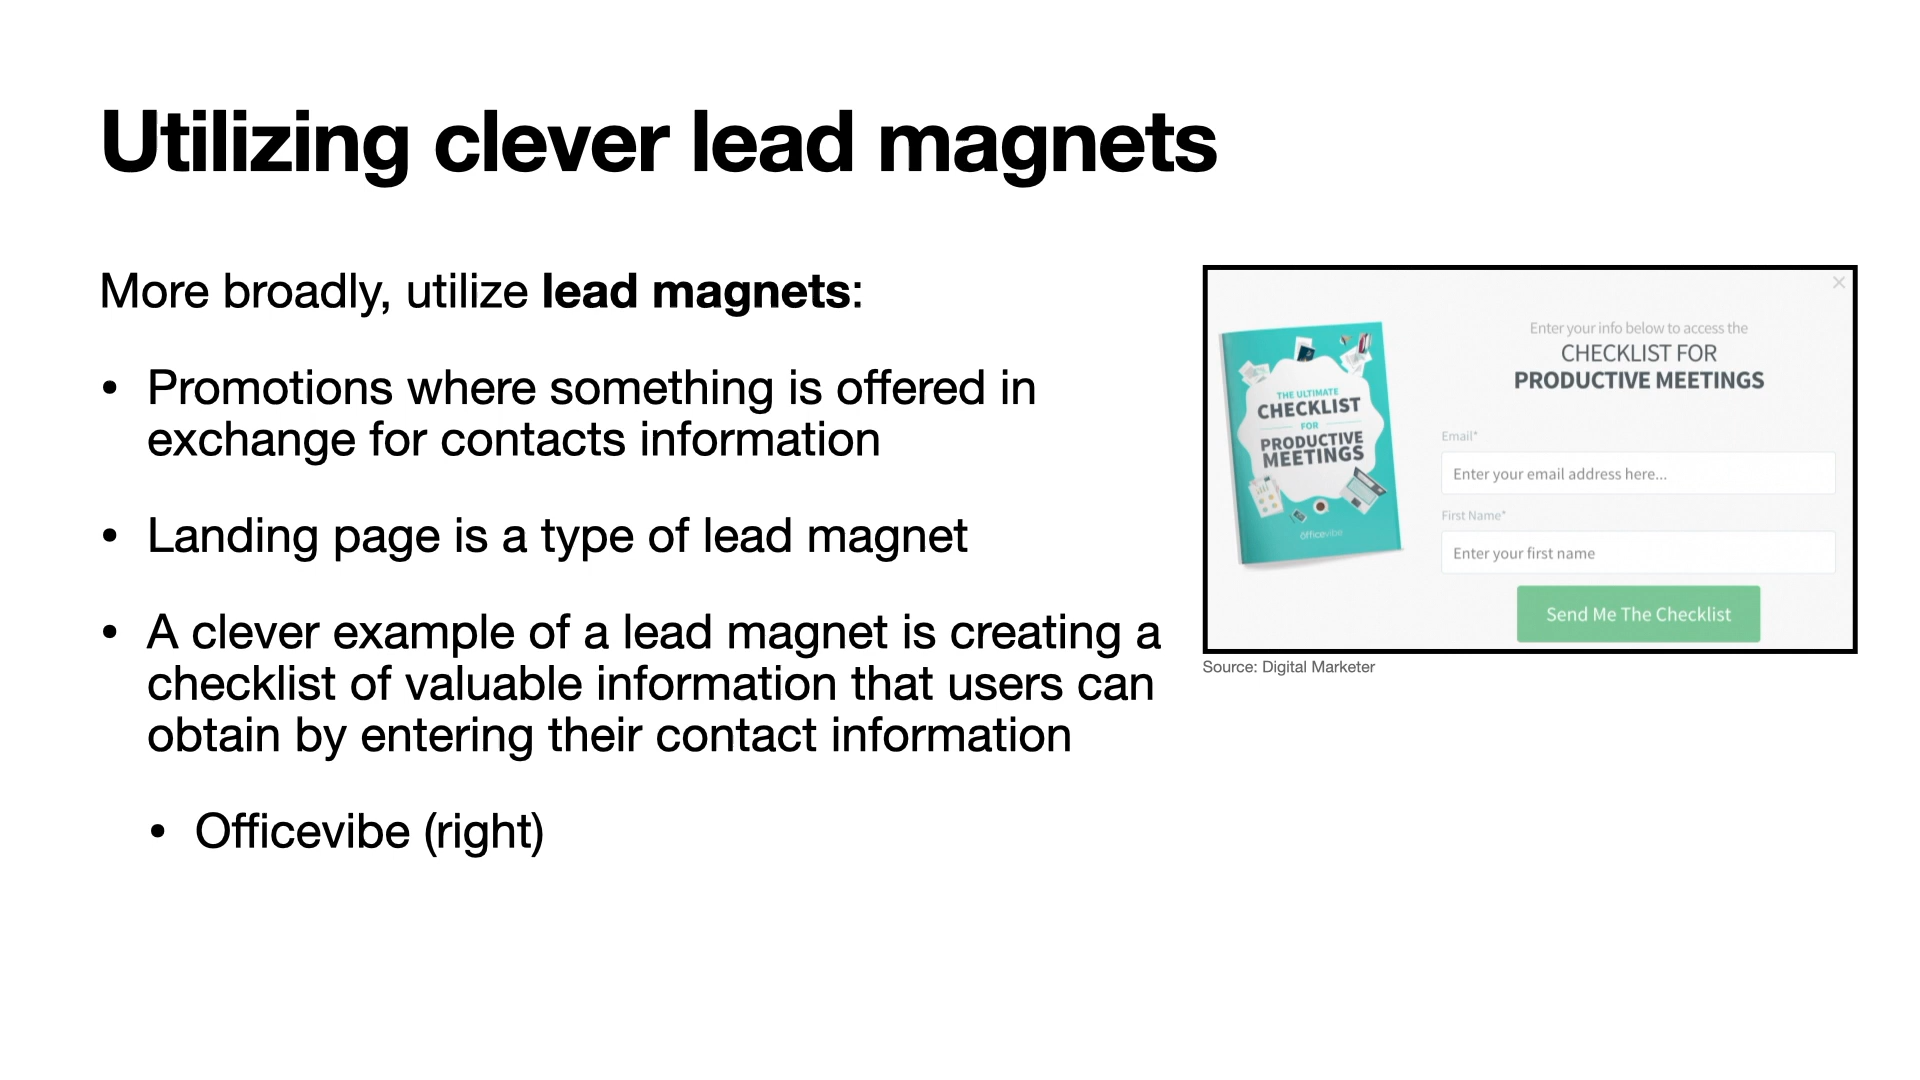 Utilizing clever lead magnets
More broadly, utilize lead magnets:
• Promotions where something is offered in
exchange for contacts information
• Landing page is a type of lead magnet
• A clever example of a lead magnet is creating a
checklist of valuable information that users can
obtain by entering their contact information
• Officevibe (right)
THE ULTIMATE
CHECKLIST
FOR
PRODUCTIVE
MEETINGS
officevibe
×
Enter your info below to access the
CHECKLIST FOR
PRODUCTIVE MEETINGS
Email*
Enter your email address here...
First Name*
Enter your first name
Send Me The Checklist
Source: Digital Marketer